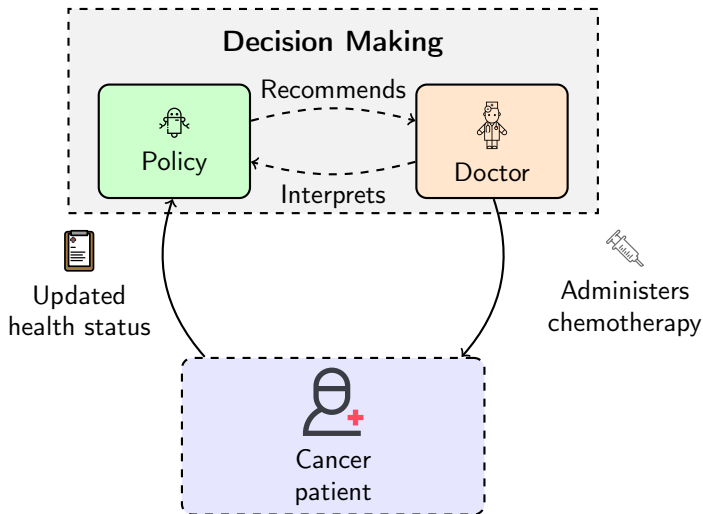 Decision Making
Recommends
Policy
Doctor
Interprets
Updated
health status
Administers
chemotherapy
Cancer
patient